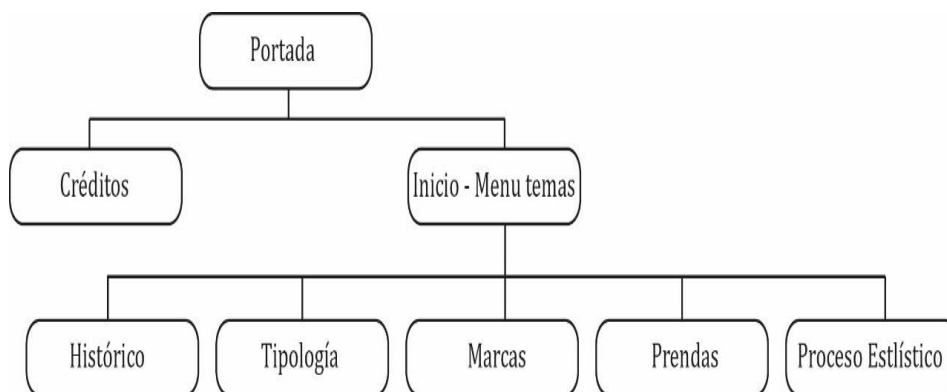 Portada
Créditos
Inicio - Menu temas
Histórico
Tipología
Marcas
Prendas
Proceso Estlístico